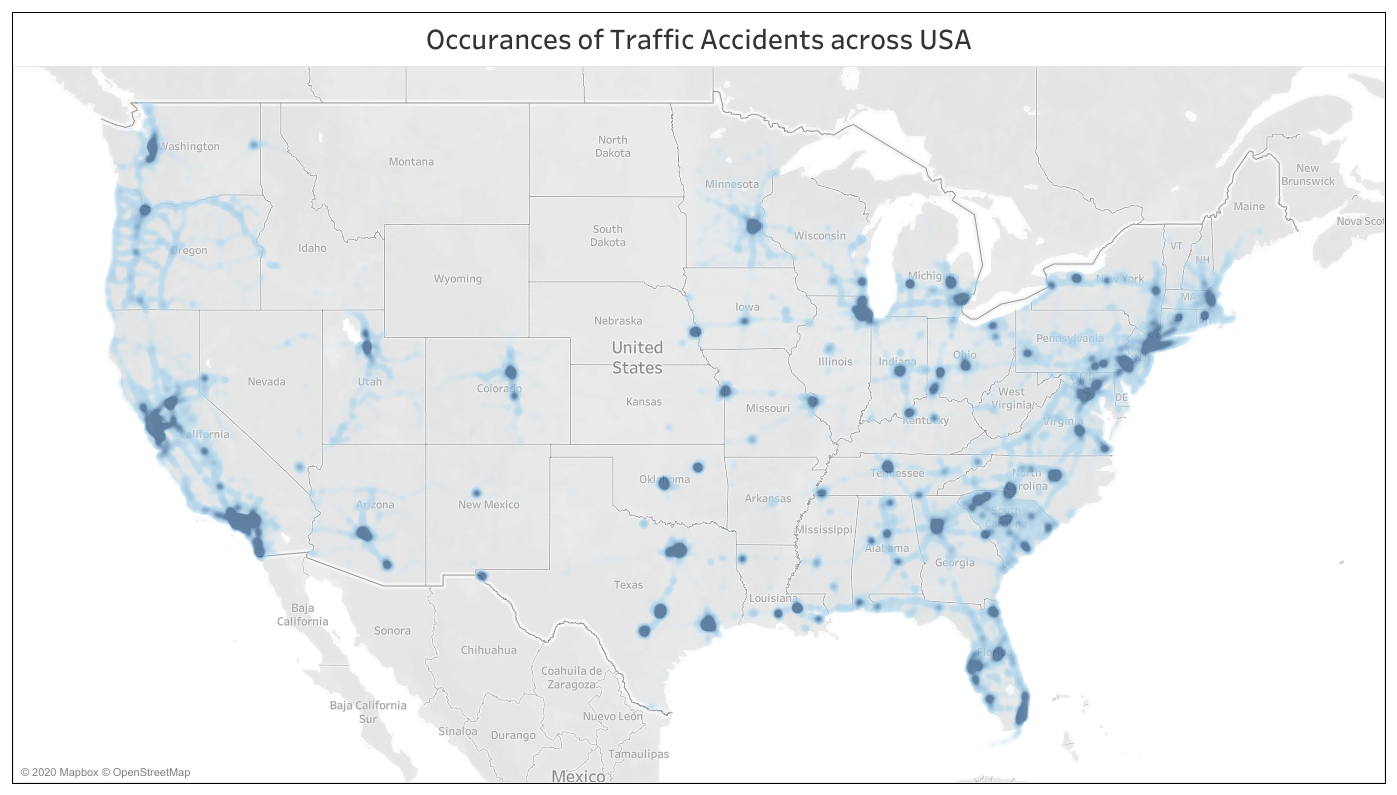 Occurances of Traffic Accidents across USA
Washington
Montana
North
Dakota
Minnesota
New
Brunswick
Maine
Nova Scot
Oregon
Idaho
South
Dakota
Wisconsin
VT
NH
Wyoming
Michigan
New York
MA
Nebraska
Iowa
United
States
Nevada
Utah
Colorado
Kansas
Missouri
Illinois
Indiana
Ohio
Pennsylvania
West
Virginia
Virginia
DE
Kentucky
California
Oklahoma
Arkansas
Tennessee
North
Carolina
Arizona
New Mexico
Mississippi
Alabama
Georgia
South
Carolina
Texas
Louisiana
Florida
Baja
California
Sonora
Chihuahua
Coahuila de
Zaragoza
Baja California
Sur
Sinaloa
Durango
Nuevo León
Tamaulipas
Mexico
© 2020 Mapbox © OpenStreetMap